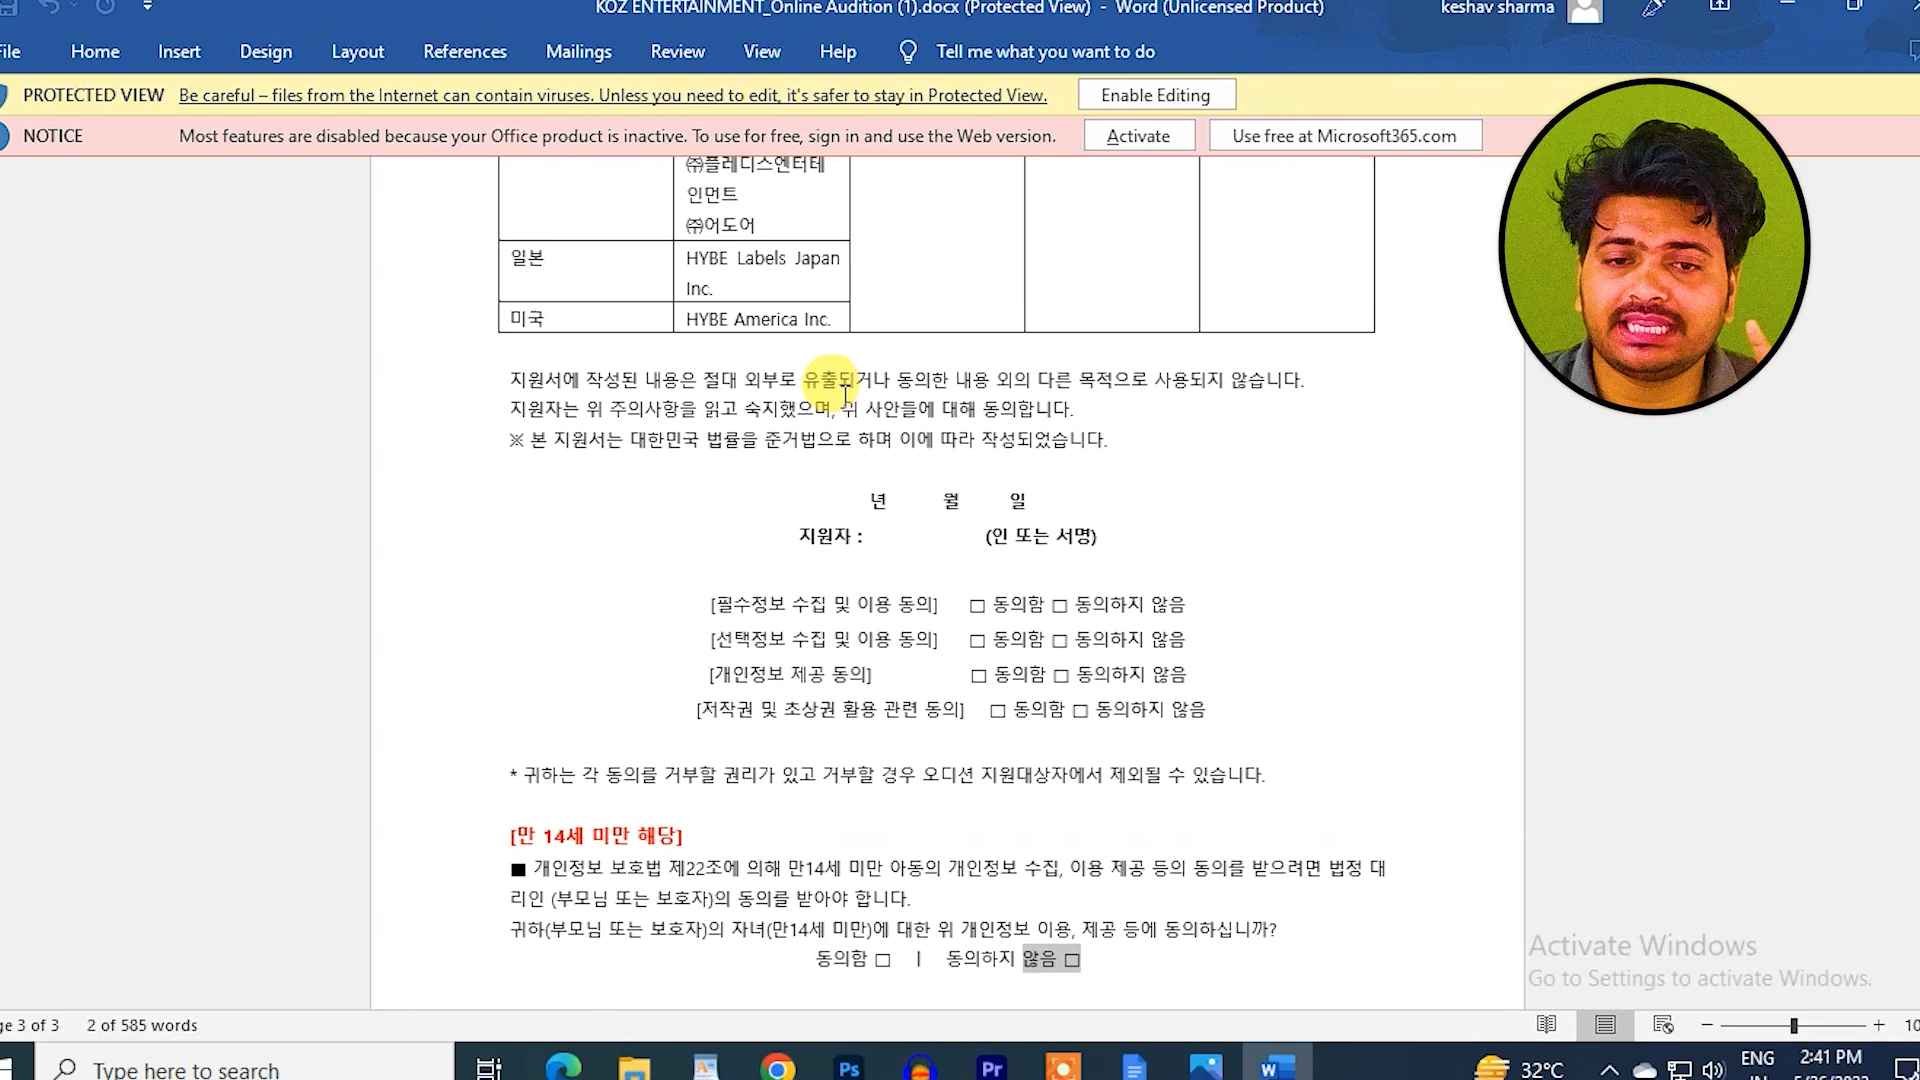 KOZ ENTERTAINMENT_Online Audition (1).docx (Protected View) - Word (Unlicensed Product)
keshav sharma
File Home Insert Design Layout References Mailings Review View Help Tell me what you want to do
PROTECTED VIEW Be careful – files from the Internet can contain viruses. Unless you need to edit, it's safer to stay in Protected View. Enable Editing
NOTICE Most features are disabled because your Office product is inactive. To use for free, sign in and use the Web version. Activate Use free at Microsoft365.com
㈜플레디스엔터테
인먼트
㈜어도어
일본 HYBE Labels Japan
Inc.
미국 HYBE America Inc.
지원서에 작성된 내용은 절대 외부로 유출되거나 동의한 내용 외의 다른 목적으로 사용되지 않습니다.
지원자는 위 주의사항을 읽고 숙지했으며, 위 사안들에 대해 동의합니다.
※ 본 지원서는 대한민국 법률을 준거법으로 하며 이에 따라 작성되었습니다.
년 월 일
지원자 : (인 또는 서명)
[필수정보 수집 및 이용 동의] □ 동의함 □ 동의하지 않음
[선택정보 수집 및 이용 동의] □ 동의함 □ 동의하지 않음
[개인정보 제공 동의] □ 동의함 □ 동의하지 않음
[저작권 및 초상권 활용 관련 동의] □ 동의함 □ 동의하지 않음
* 귀하는 각 동의를 거부할 권리가 있고 거부할 경우 오디션 지원대상자에서 제외될 수 있습니다.
[만 14세 미만 해당]
■ 개인정보 보호법 제22조에 의해 만14세 미만 아동의 개인정보 수집, 이용 제공 등의 동의를 받으려면 법정 대
리인 (부모님 또는 보호자)의 동의를 받아야 합니다.
귀하(부모님 또는 보호자)의 자녀(만14세 미만)에 대한 위 개인정보 이용, 제공 등에 동의하십니까?
동의함 □ | 동의하지 않음 □
Activate Windows
Go to Settings to activate Windows.
ge 3 of 3 2 of 585 words
10
Type here to search
Ps Pr W
32°C ENG 2:41 PM